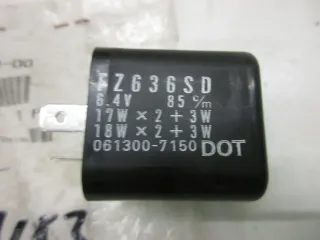 FZ636SD
6.4V 85 c/m
17W × 2 + 3W
18W × 2 + 3W
061300-7150 DOT